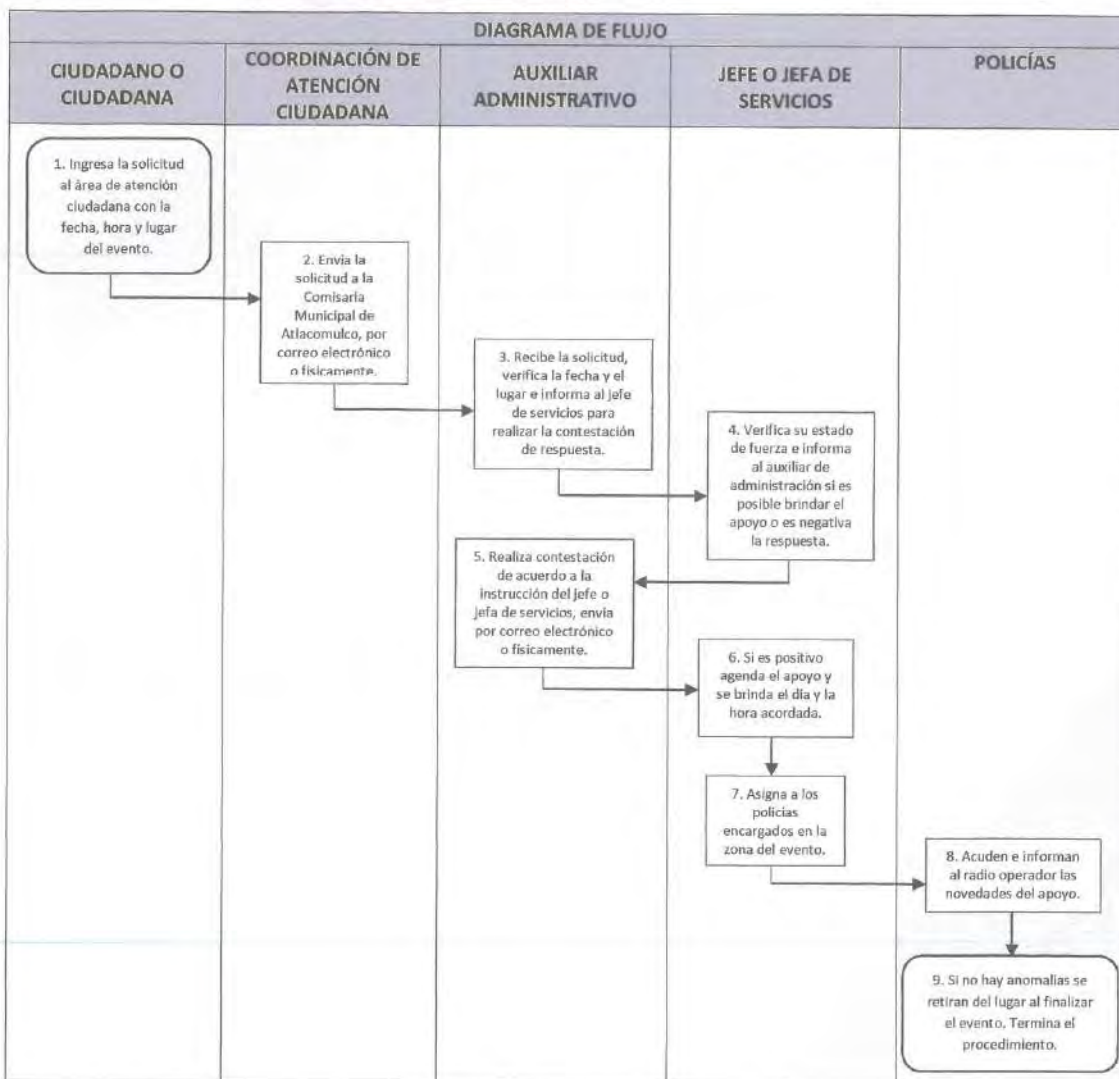 DIAGRAMA DE FLUJO
CIUDADANO O
CIUDADANA
COORDINACIÓN DE
ATENCIÓN
CIUDADANA
AUXILIAR
ADMINISTRATIVO
JEFE O JEFA DE
SERVICIOS
POLICÍAS
1. Ingresa la solicitud
al área de atención
ciudadana con la
fecha, hora y lugar
del evento.
2. Envia la
solicitud a la
Comisaria
Municipal de
Atlacomulco, por
correo electrónico
o físicamente.
3. Recibe la solicitud,
verifica la fecha y el
lugar e informa al jefe
de servicios para
realizar la contestación
de respuesta.
4. Verifica su estado
de fuerza e informa
al auxiliar de
administración si es
posible brindar el
apoyo o es negativa
la respuesta.
5. Realiza contestación
de acuerdo a la
instrucción del jefe o
jefa de servicios, envia
por correo electrónico
o físicamente.
6. Si es positivo
agenda el apoyo y
se brinda el día y la
hora acordada.
7. Asigna a los
policias
encargados en la
zona del evento.
8. Acuden e informan
al radio operador las
novedades del apoyo.
9. Si no hay anomalias se
retiran del lugar al finalizar
el evento. Termina el
procedimiento.